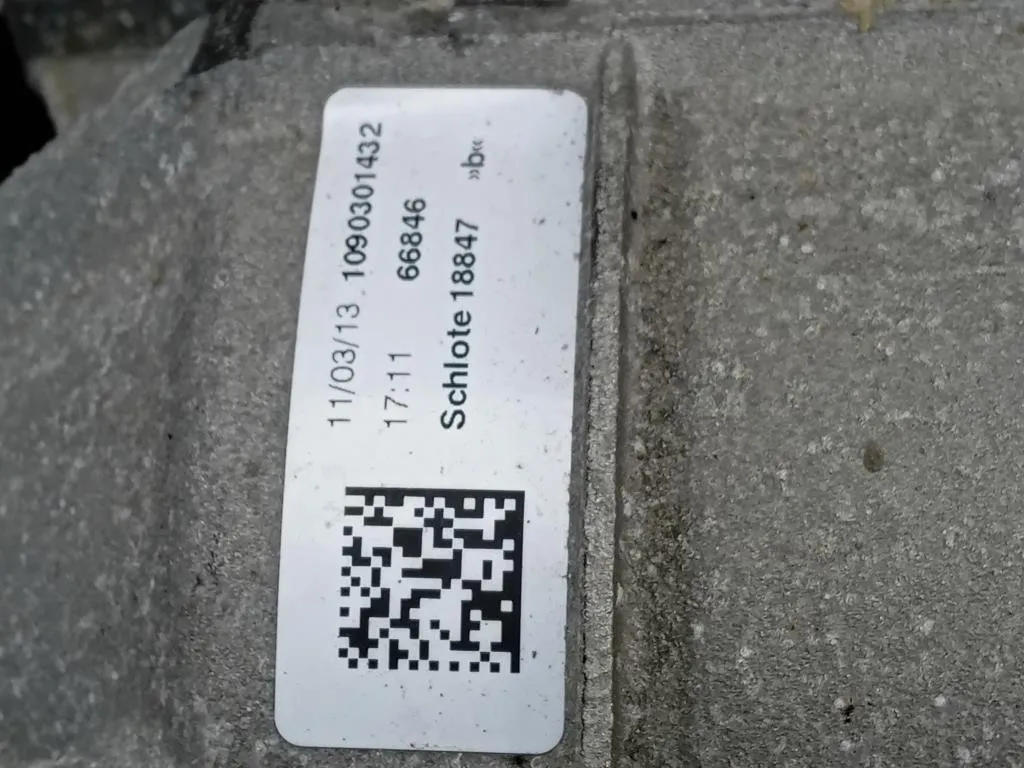 11/03/13 1090301432
17:11 66846
Schlote 18847
»b«